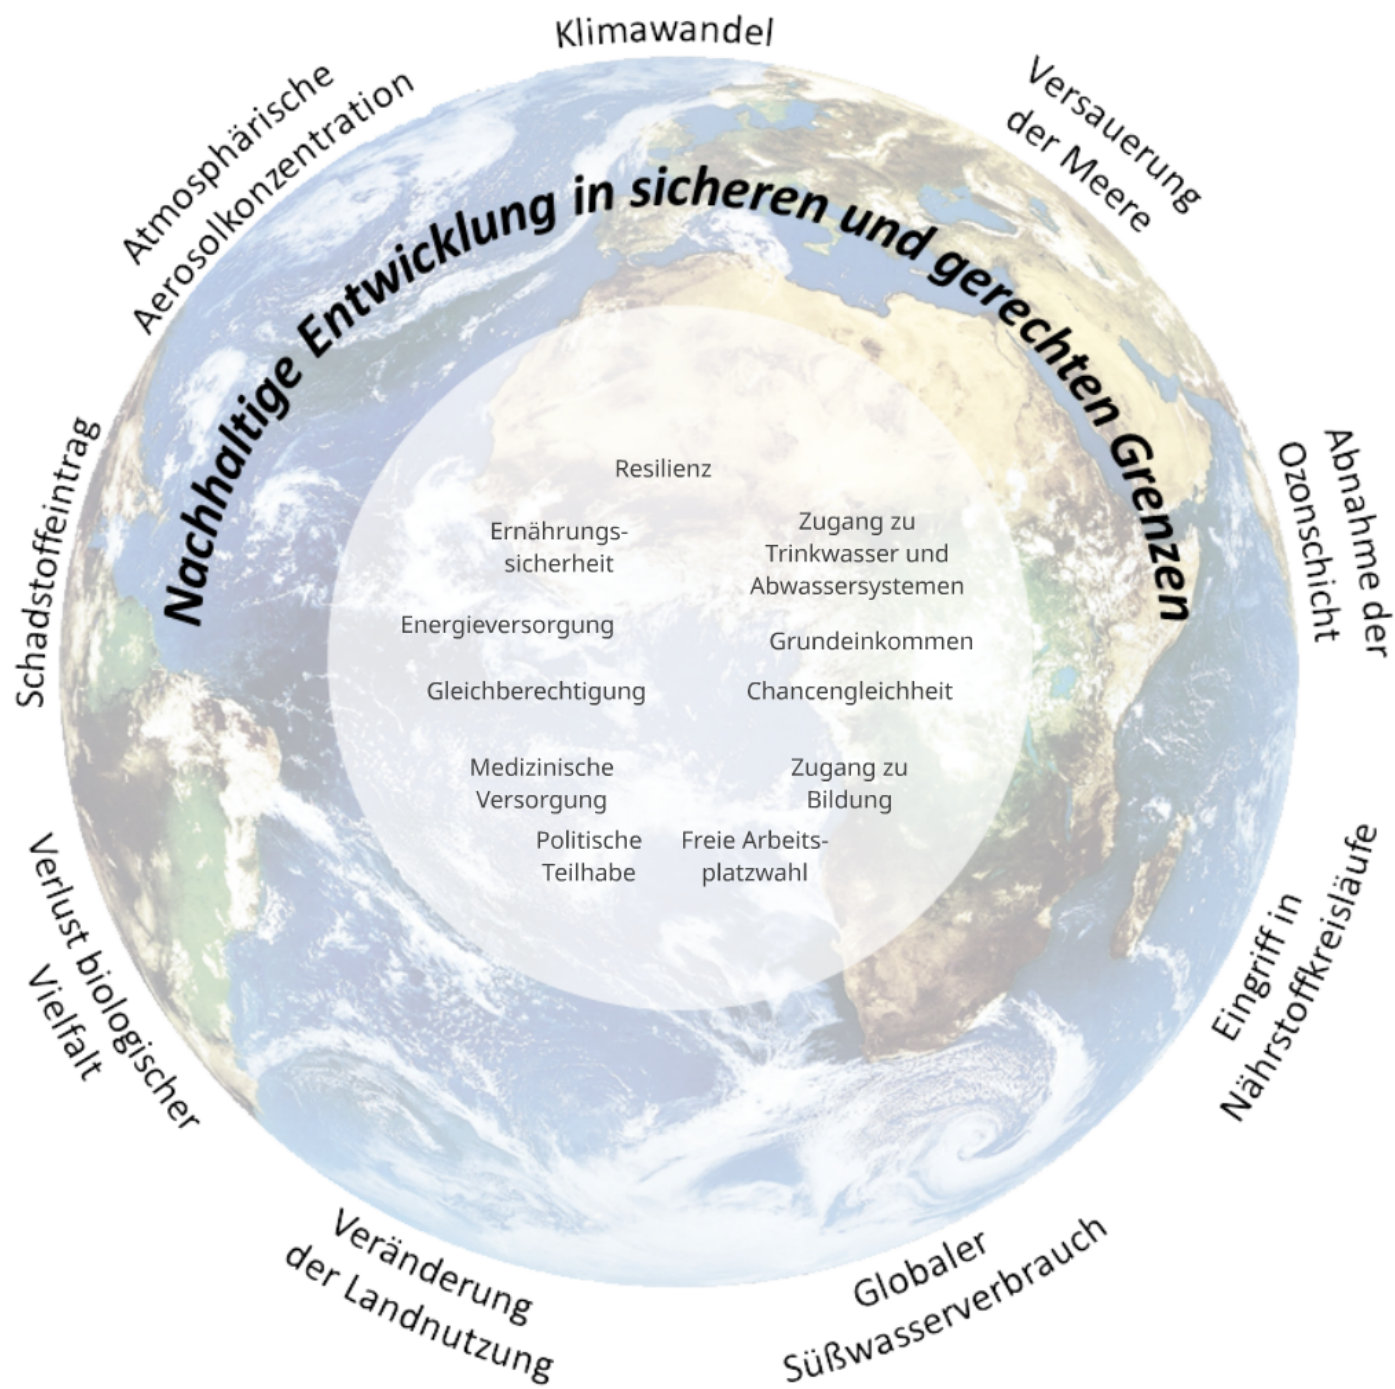 Klimawandel
Versauerung
der Meere
Abnahme der
Ozonschicht
Eingriff in
Nährstoffkreisläufe
Globaler
Süßwasserverbrauch
Veränderung
der Landnutzung
Verlust biologischer
Vielfalt
Schadstoffeintrag
Atmosphärische
Aerosolkonzentration
Nachhaltige Entwicklung in sicheren und gerechten Grenzen
Resilienz
Ernährungs-
sicherheit
Zugang zu
Trinkwasser und
Abwassersystemen
Energieversorgung
Grundeinkommen
Gleichberechtigung
Chancengleichheit
Medizinische
Versorgung
Zugang zu
Bildung
Politische
Teilhabe
Freie Arbeits-
platzwahl